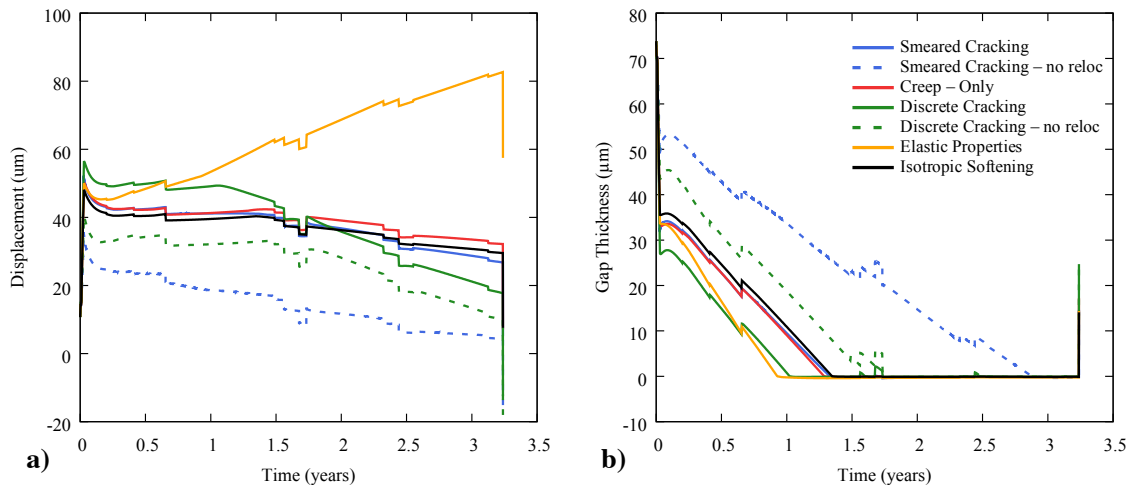 100
80
60
40
20
0
-20
Displacement (um)
0
0.5
1
1.5
2
2.5
3
3.5
Time (years)
a)
80
70
60
50
40
30
20
10
0
-10
Gap Thickness (μm)
Smeared Cracking
Smeared Cracking – no reloc
Creep – Only
Discrete Cracking
Discrete Cracking – no reloc
Elastic Properties
Isotropic Softening
0
0.5
1
1.5
2
2.5
3
3.5
Time (years)
b)